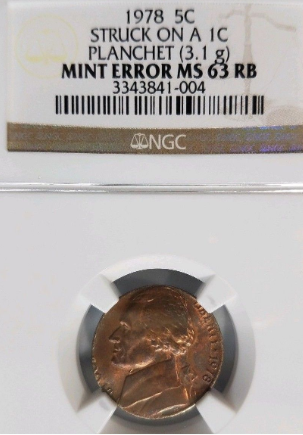 1978 5C
STRUCK ON A 1C
PLANCHET (3.1 g)
MINT ERROR MS 63 RB
3343841-004
NGC